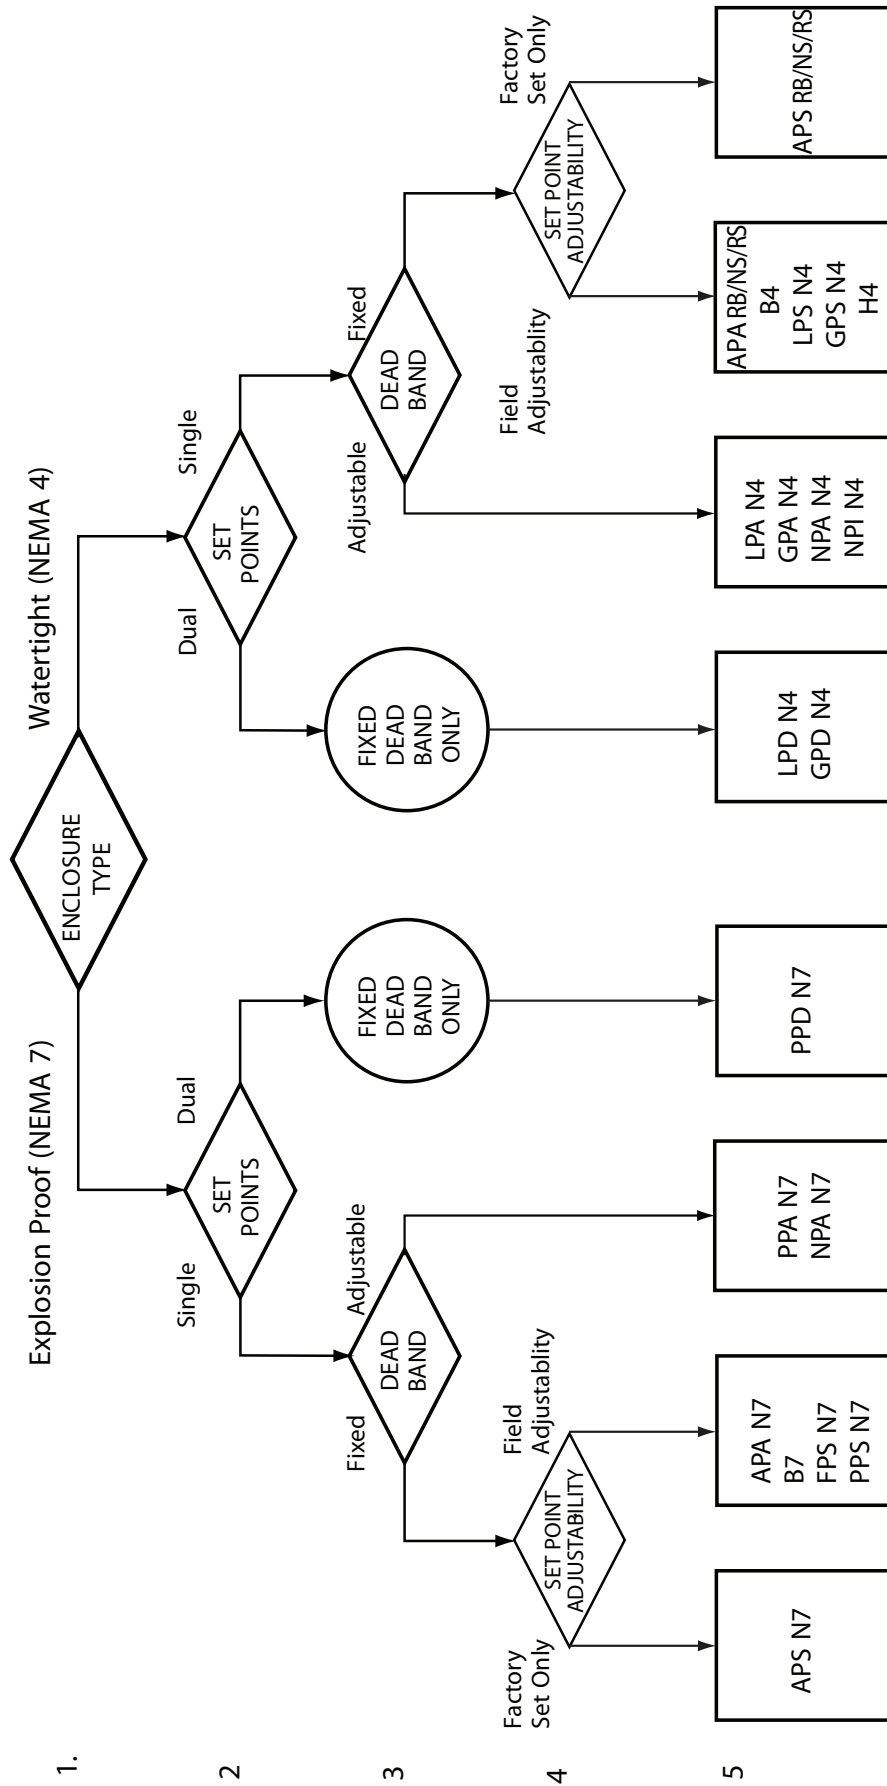 1.
Explosion Proof (NEMA 7)
Watertight (NEMA 4)
ENCLOSURE
TYPE
2
Single
SET
POINTS
Dual
Dual
SET
POINTS
Single
3
Fixed
DEAD
BAND
Adjustable
FIXED
DEAD
BAND
ONLY
FIXED
DEAD
BAND
ONLY
Adjustable
DEAD
BAND
Fixed
4
Factory
Set Only
SET POINT
ADJUSTABILITY
Field
Adjustablity
Field
Adjustablity
SET POINT
ADJUSTABILITY
Factory
Set Only
5
APS N7
APA N7
B7
FPS N7
PPS N7
PPA N7
NPA N7
PPD N7
LPD N4
GPD N4
LPA N4
GPA N4
NPA N4
NPI N4
APA RB/NS/RS
B4
LPS N4
GPS N4
H4
APS RB/NS/RS